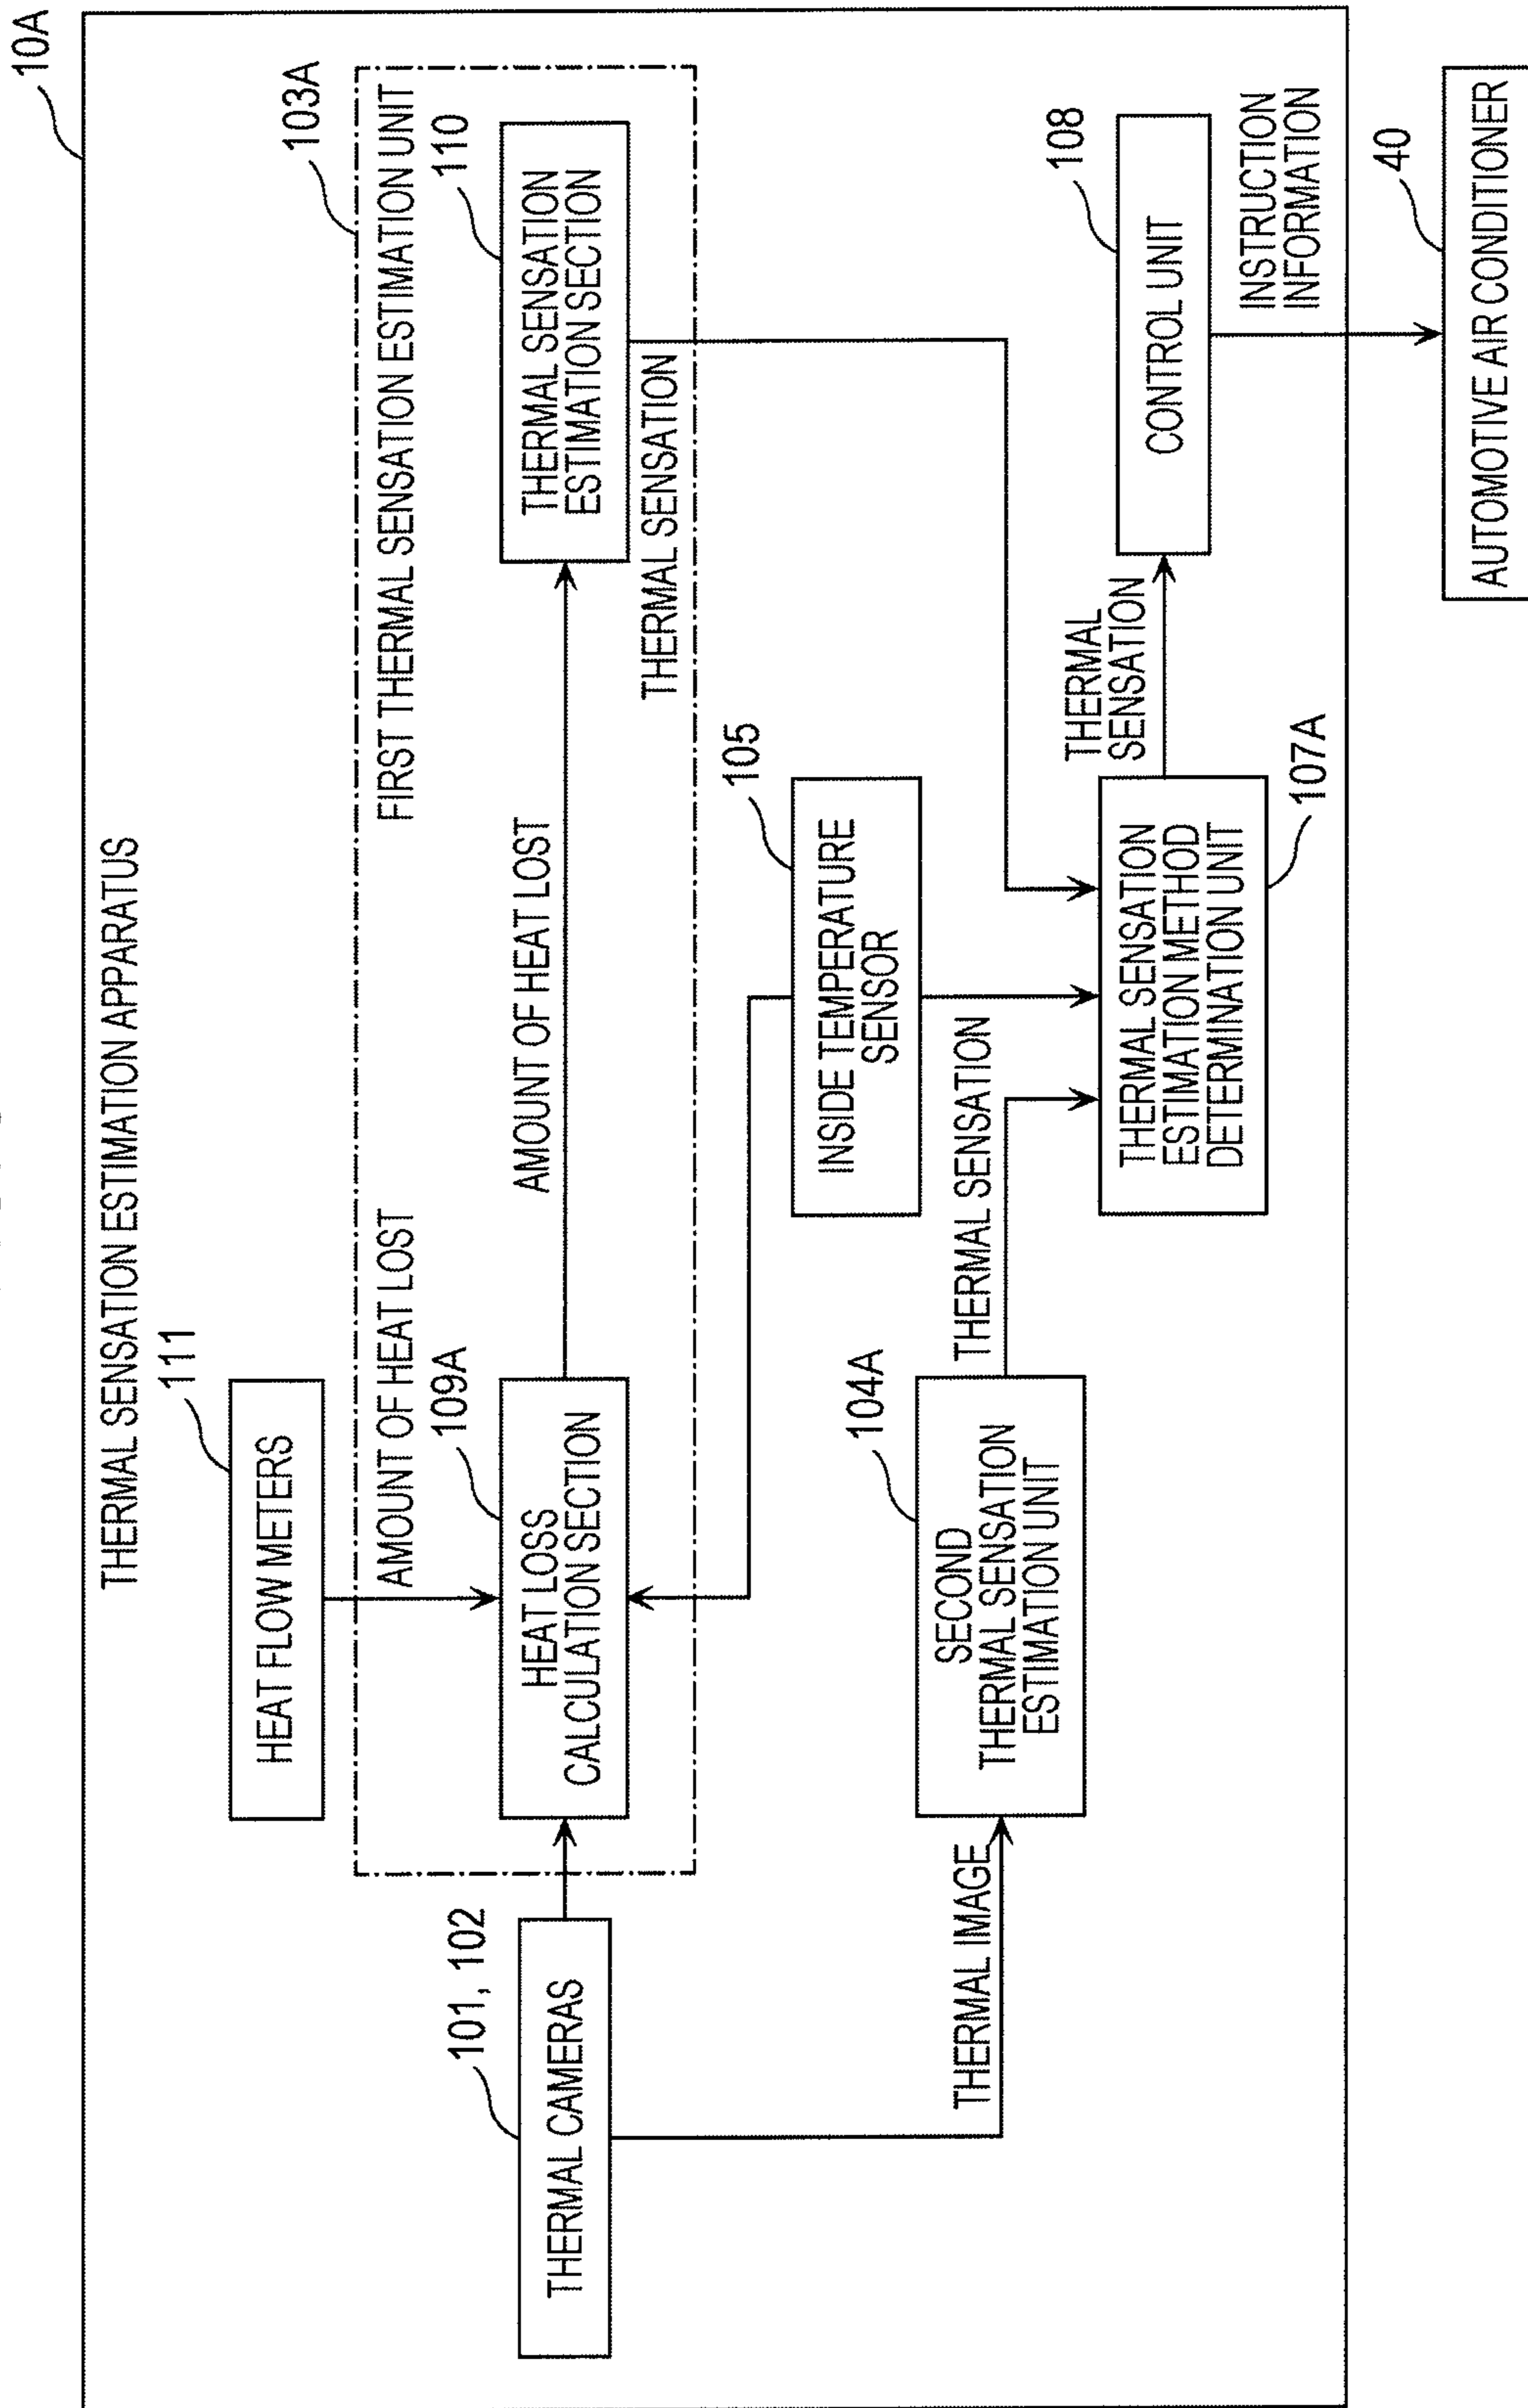 10A
THERMAL SENSATION ESTIMATION APPARATUS
111
HEAT FLOW METERS
103A
FIRST THERMAL SENSATION ESTIMATION UNIT
AMOUNT OF HEAT LOST
109A
110
101, 102
THERMAL CAMERAS
HEAT LOSS
CALCULATION SECTION
AMOUNT OF HEAT LOST
THERMAL SENSATION
ESTIMATION SECTION
THERMAL SENSATION
105
INSIDE TEMPERATURE
SENSOR
104A
SECOND
THERMAL SENSATION
ESTIMATION UNIT
THERMAL IMAGE
THERMAL SENSATION
THERMAL SENSATION
ESTIMATION METHOD
DETERMINATION UNIT
107A
THERMAL
SENSATION
108
CONTROL UNIT
INSTRUCTION
INFORMATION
40
AUTOMOTIVE AIR CONDITIONER